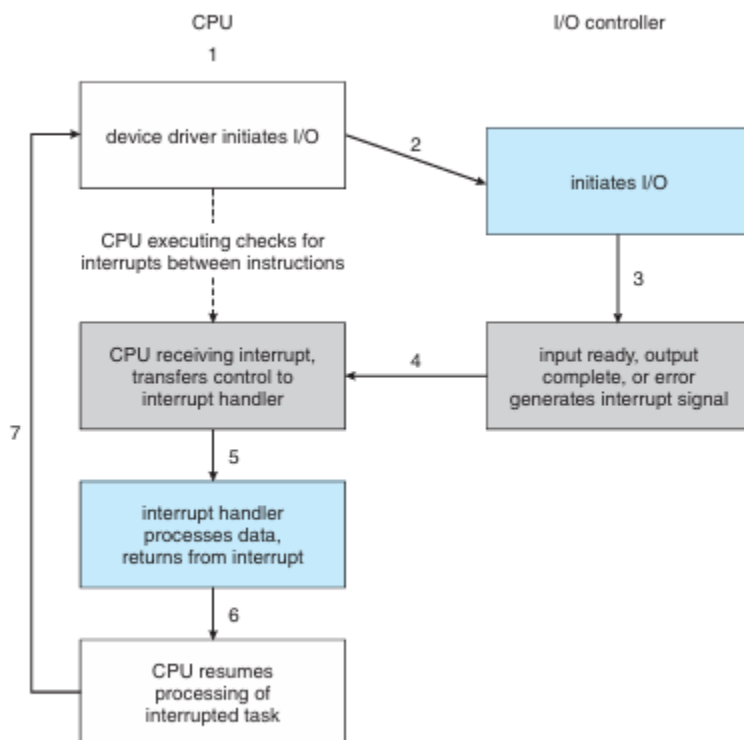 CPU
I/O controller
1
device driver initiates I/O
2
initiates I/O
CPU executing checks for
interrupts between instructions
3
CPU receiving interrupt,
transfers control to
interrupt handler
4
input ready, output
complete, or error
generates interrupt signal
7
5
interrupt handler
processes data,
returns from interrupt
6
CPU resumes
processing of
interrupted task